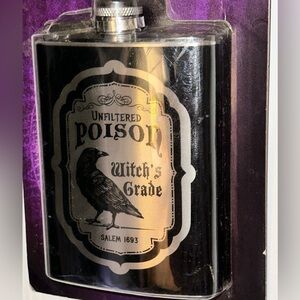 UNFILTERED
POISON
Witch's
Grade
SALEM 1693